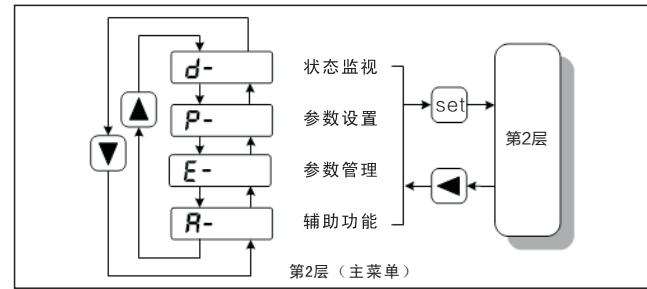 d- 状态监视
P- 参数设置 set 第2层
E- 参数管理
A- 辅助功能
第2层（主菜单）